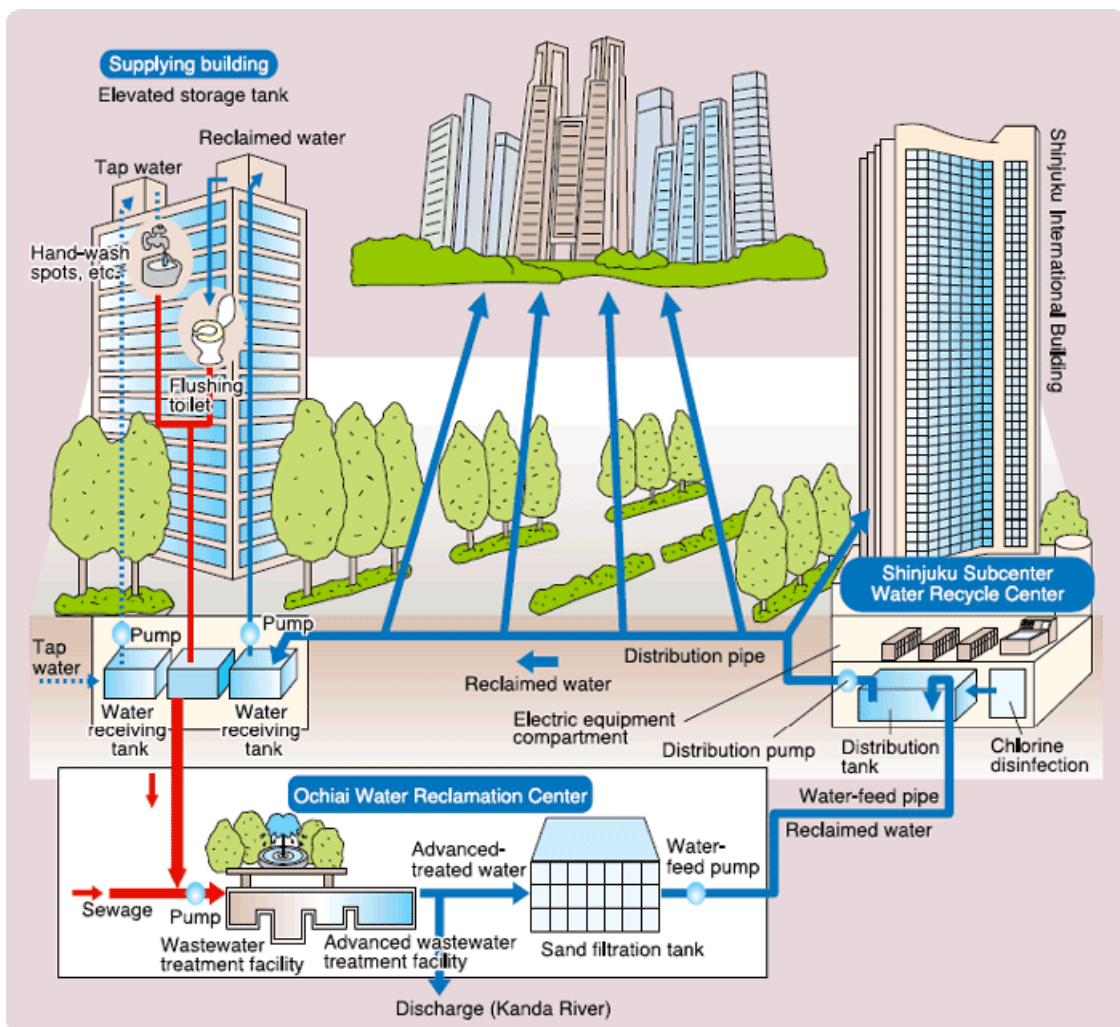 Supplying building
Elevated storage tank
Reclaimed water
Tap water
Hand-wash
spots, etc.
Flushing
toilet
Shinjuku International Building
Shinjuku Subcenter
Water Recycle Center
Pump
Pump
Tap
water
Water
receiving
tank
Water
receiving
tank
Distribution pipe
Reclaimed water
Electric equipment
compartment
Distribution pump
Distribution
tank
Chlorine
disinfection
Water-feed pipe
Reclaimed water
Ochiai Water Reclamation Center
Advanced-
treated water
Water-
feed pump
Sewage
Pump
Wastewater
treatment facility
Advanced wastewater
treatment facility
Sand filtration tank
Discharge (Kanda River)